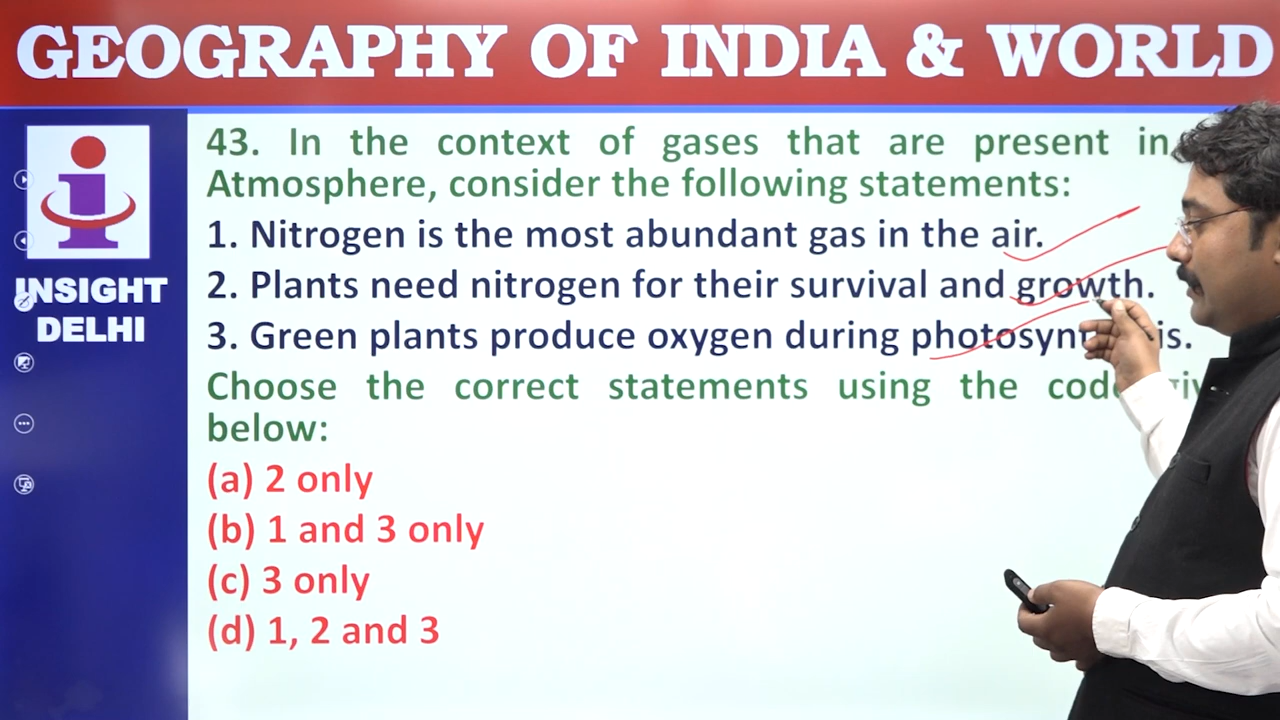 GEOGRAPHY OF INDIA & WORLD
43. In the context of gases that are present in
Atmosphere, consider the following statements:
1. Nitrogen is the most abundant gas in the air.
2. Plants need nitrogen for their survival and growth.
3. Green plants produce oxygen during
Choose the correct statements using the
below:
(a) 2 only
(b) 1 and 3 only
(c) 3 only
(d) 1, 2 and 3
INSIGHT
DELHI